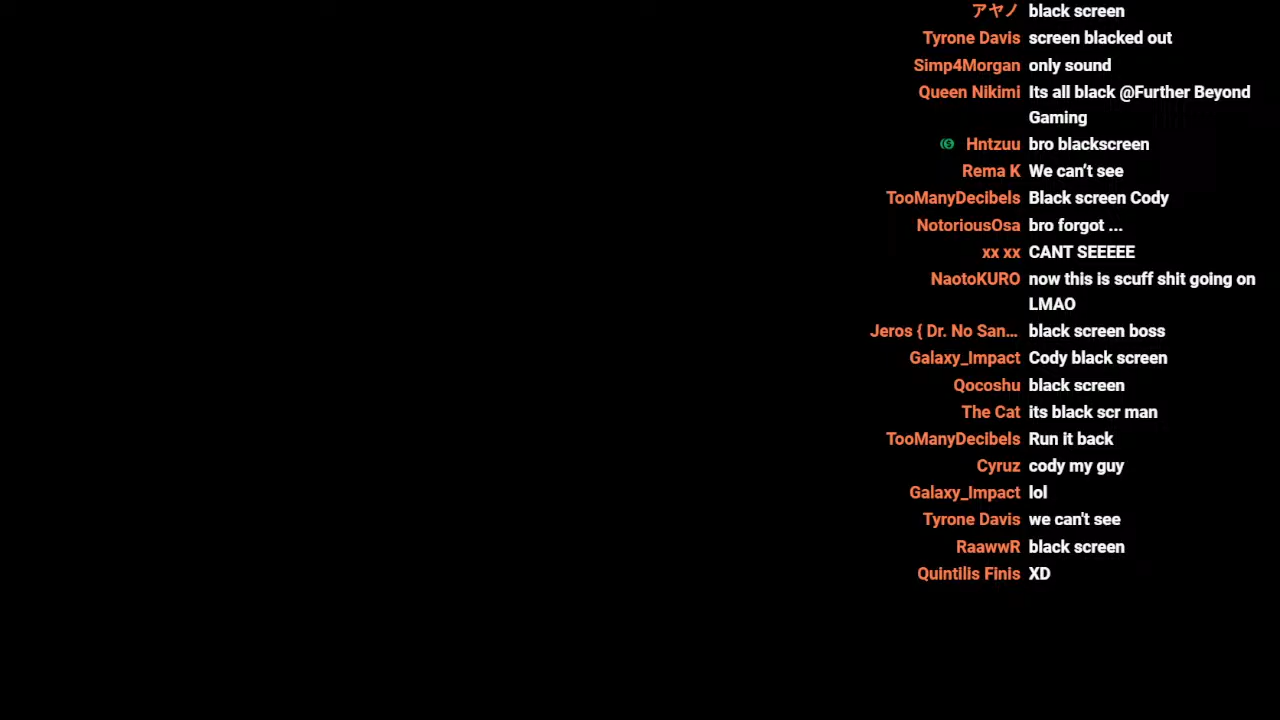 アヤノ black screen
Tyrone Davis screen blacked out
Simp4Morgan only sound
Queen Nikimi Its all black @Further Beyond
Gaming
Hntzuu bro blackscreen
Rema K We can't see
TooManyDecibels Black screen Cody
NotoriousOsa bro forgot ...
xx xx CANT SEEEEE
NaotoKURO now this is scuff shit going on
LMAO
Jeros { Dr. No San... black screen boss
Galaxy_Impact Cody black screen
Qocoshu black screen
The Cat its black scr man
TooManyDecibels Run it back
Cyruz cody my guy
Galaxy_Impact lol
Tyrone Davis we can't see
RaawwR black screen
Quintilis Finis XD